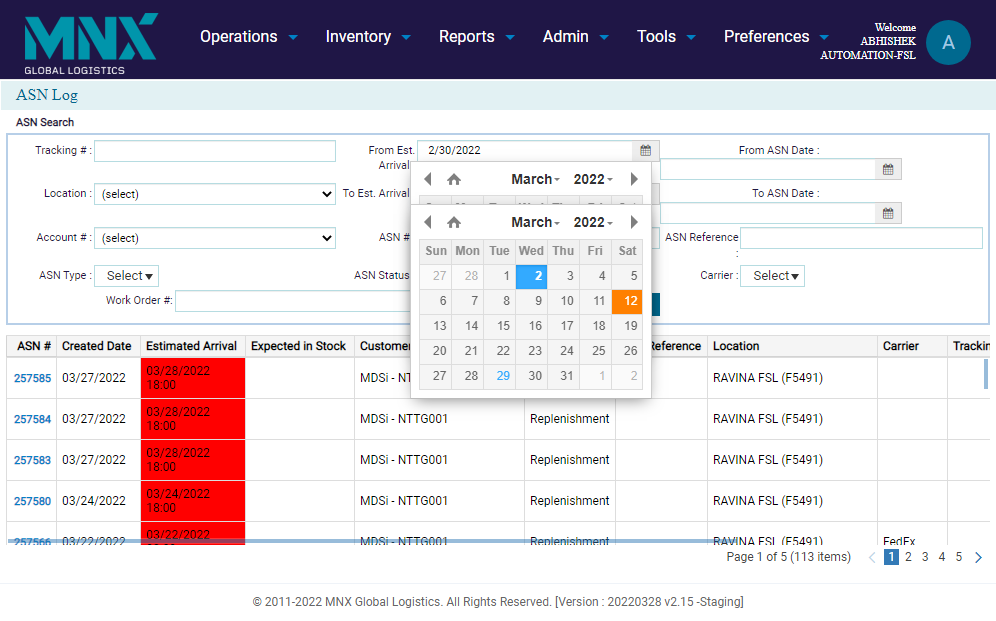 MNX
GLOBAL LOGISTICS
Operations Inventory Reports Admin Tools Preferences
Welcome
ABHISHEK
AUTOMATION-FSL
A
ASN Log
ASN Search
Tracking # : From Est. Arrival 2/30/2022 From ASN Date :
Location : (select) To Est. Arrival To ASN Date :
Account # : (select) ASN # ASN Reference :
ASN Type : Select ASN Status Carrier : Select
Work Order #:
March 2022
March 2022
Sun Mon Tue Wed Thu Fri Sat
27 28 1 2 3 4 5
6 7 8 9 10 11 12
13 14 15 16 17 18 19
20 21 22 23 24 25 26
27 28 29 30 31 1 2
ASN # Created Date Estimated Arrival Expected in Stock Customer Reference Location Carrier Trackin
257585 03/27/2022 03/28/2022 18:00 MDSi - NTTG001 RAVINA FSL (F5491)
257584 03/27/2022 03/28/2022 18:00 MDSi - NTTG001 Replenishment RAVINA FSL (F5491)
257583 03/27/2022 03/28/2022 18:00 MDSi - NTTG001 Replenishment RAVINA FSL (F5491)
257580 03/24/2022 03/24/2022 18:00 MDSi - NTTG001 Replenishment RAVINA FSL (F5491)
257566 03/22/2022 03/22/2022 MDSi - NTTG001 Replenishment RAVINA FSL (F5491) FedEx
Page 1 of 5 (113 items) 1 2 3 4 5
© 2011-2022 MNX Global Logistics. All Rights Reserved. [Version : 20220328 v2.15 -Staging]